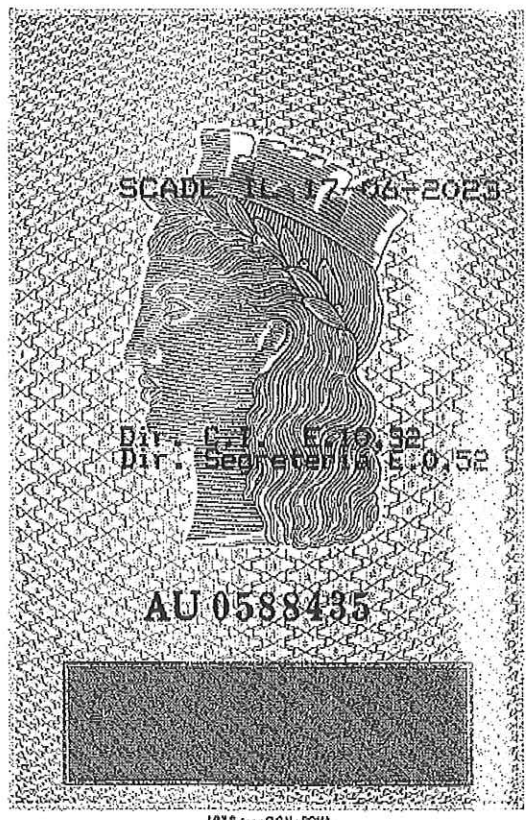 SCADE IL 17-06-2023
Dir. C.I. E.10,32
Dir. Segreteria E.0,52
AU 0588435